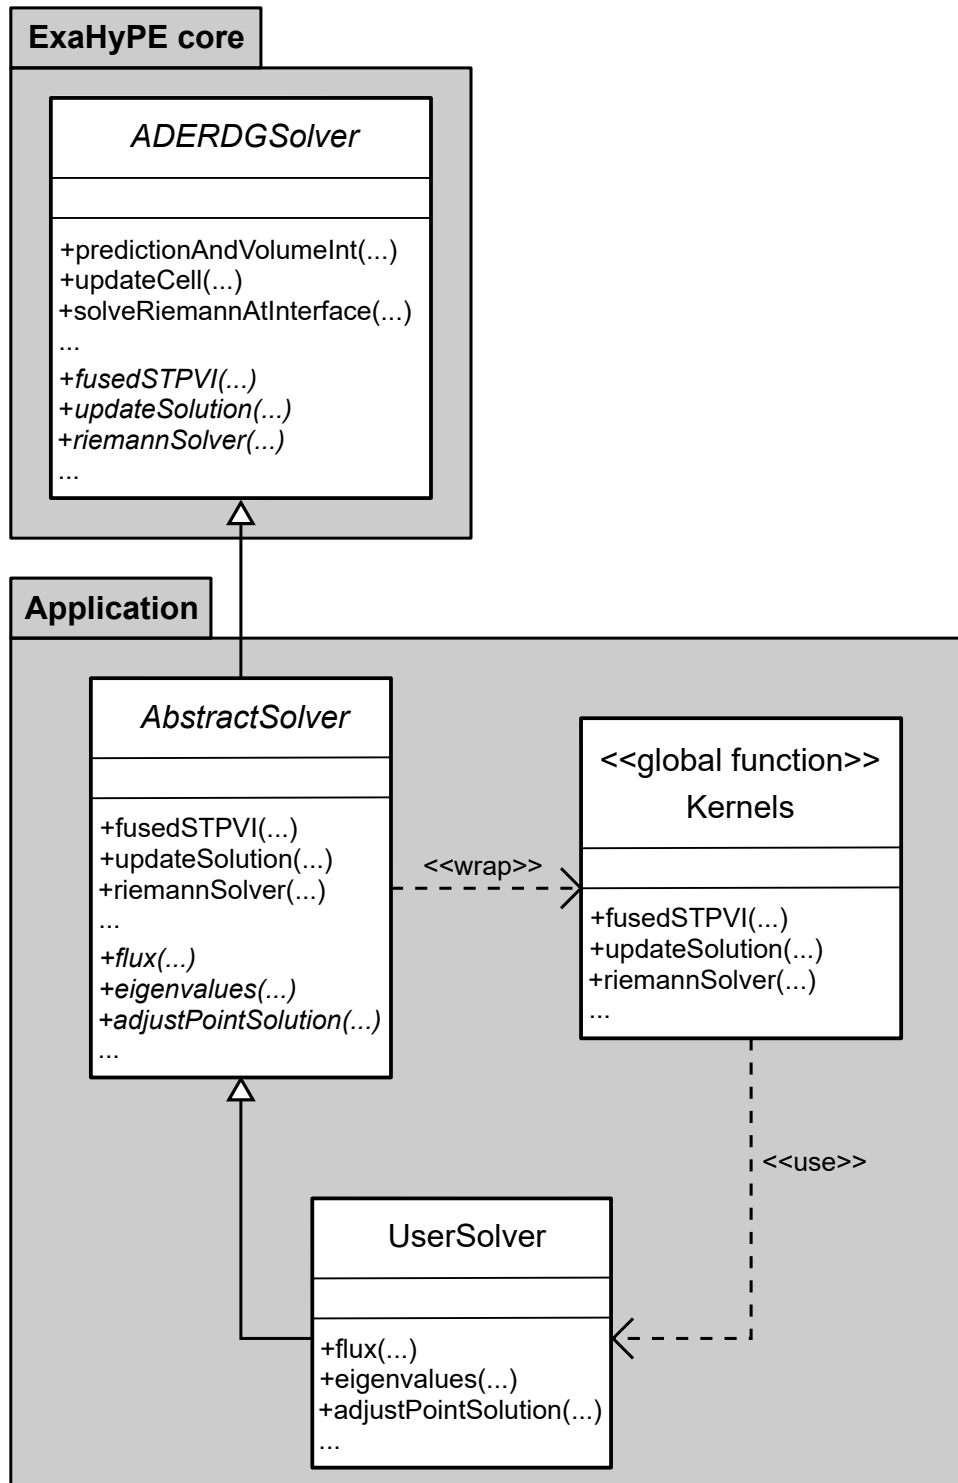 ExaHyPE core
ADERDGSolver
+predictionAndVolumeInt(...)
+updateCell(...)
+solveRiemannAtInterface(...)
...
+fusedSTPVI(...)
+updateSolution(...)
+riemannSolver(...)
...
Application
AbstractSolver
+fusedSTPVI(...)
+updateSolution(...)
+riemannSolver(...)
...
+flux(...)
+eigenvalues(...)
+adjustPointSolution(...)
...
<<wrap>>
<<global function>>
Kernels
+fusedSTPVI(...)
+updateSolution(...)
+riemannSolver(...)
...
<<use>>
UserSolver
+flux(...)
+eigenvalues(...)
+adjustPointSolution(...)
...